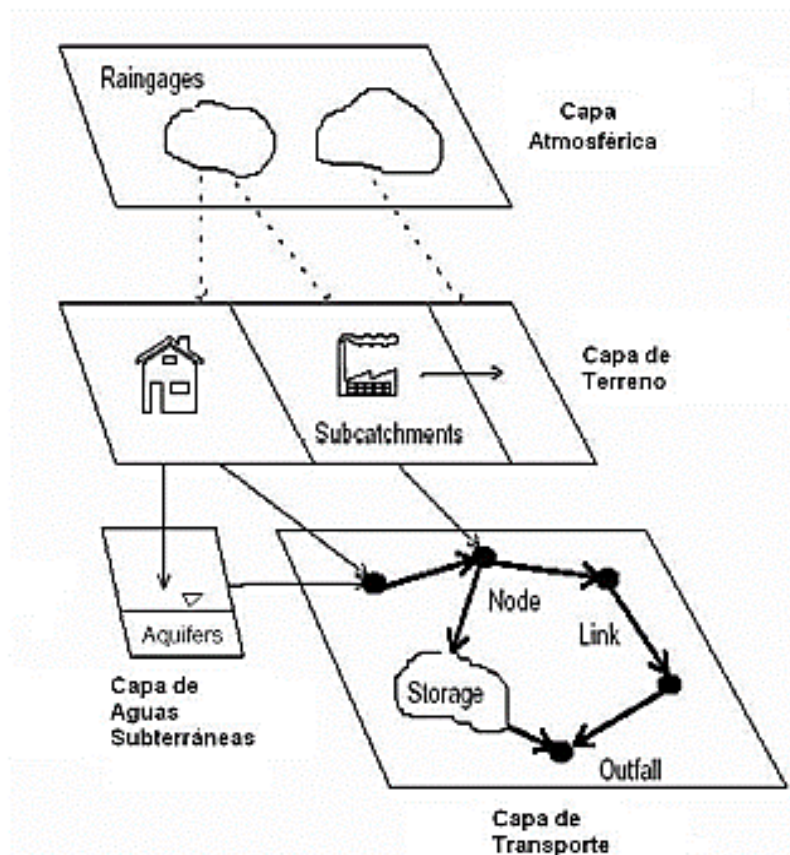 Raingages
Capa
Atmosférica
Capa de
Terreno
Subcatchments
Aquifers
Node
Link
Storage
Outfall
Capa de
Aguas
Subterráneas
Capa de
Transporte